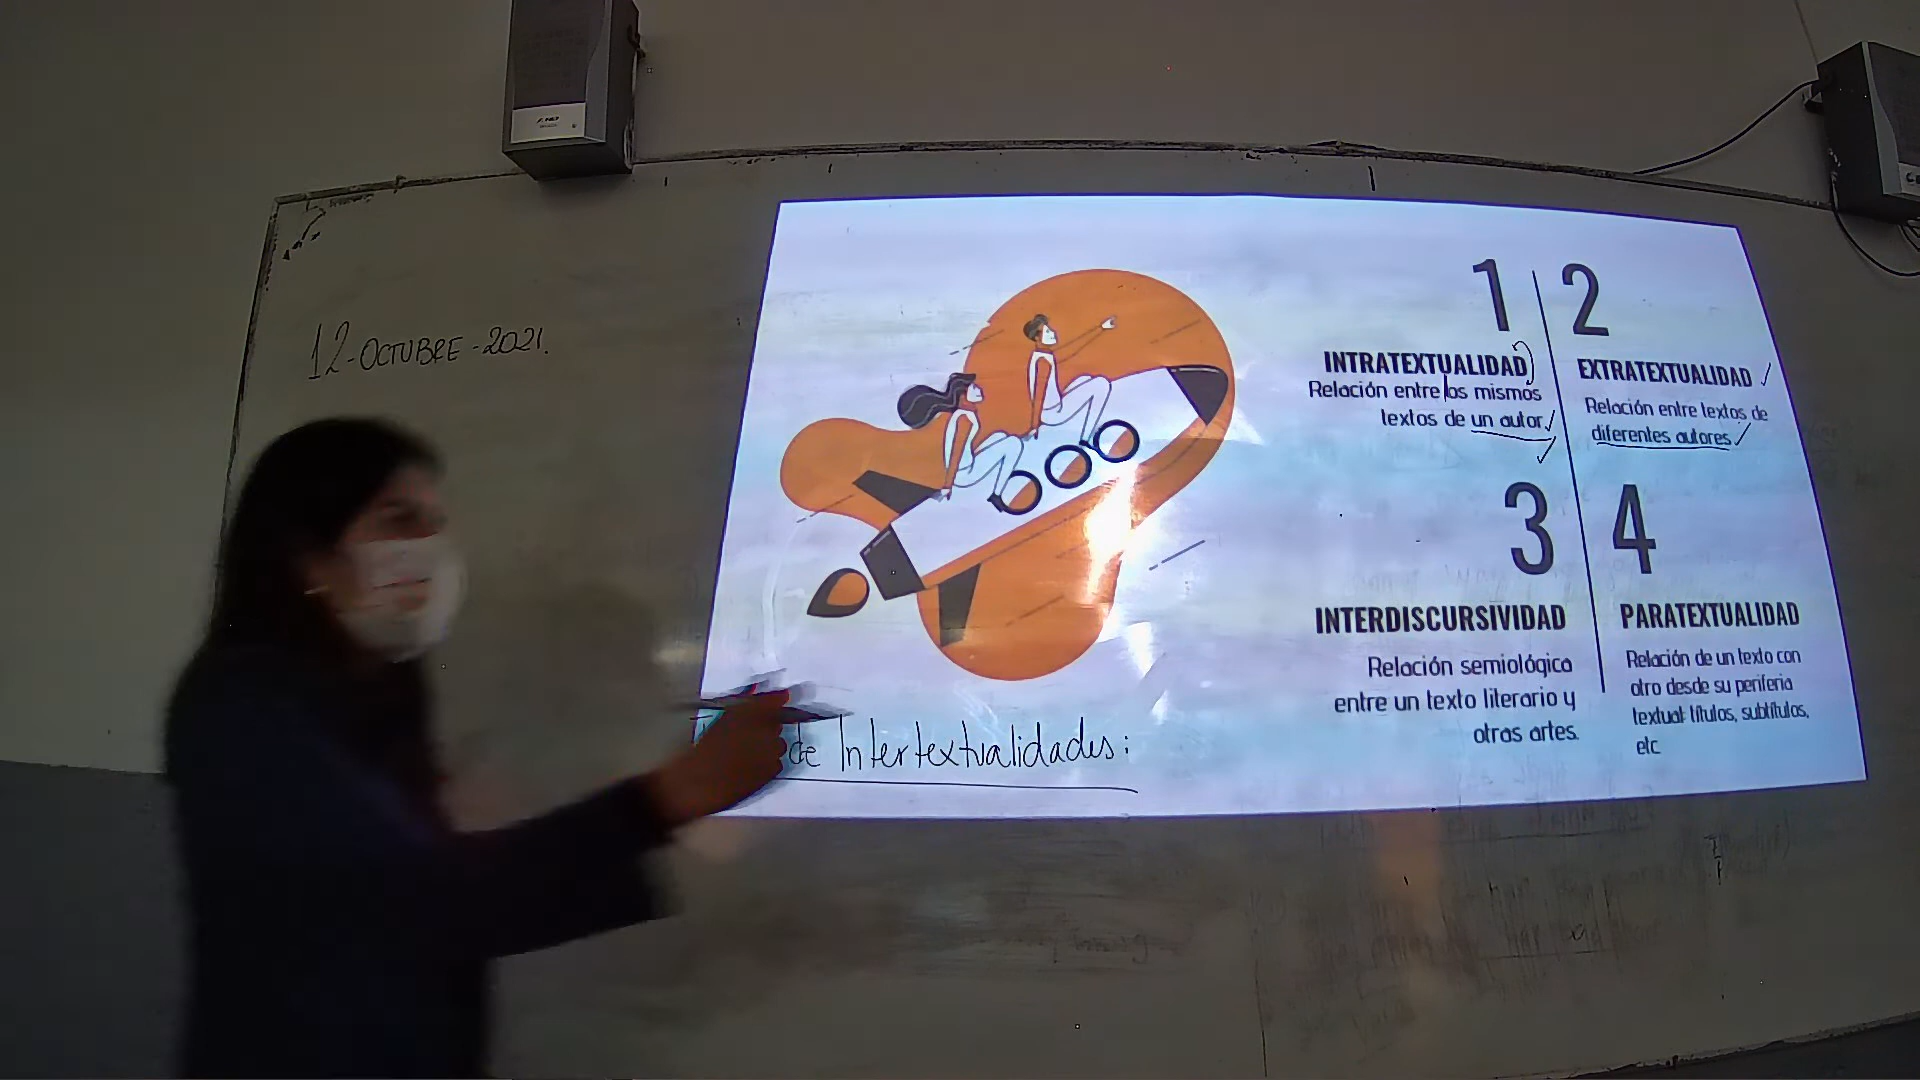 12-OCTUBRE-2021.
1
INTRATEXTUALIDAD
Relación entre los mismos
textos de un autor
2
EXTRATEXTUALIDAD
Relación entre textos de
diferentes autores
3
INTERDISCURSIVIDAD
Relación semiológica
entre un texto literario y
otras artes.
4
PARATEXTUALIDAD
Relación de un texto con
otro desde su periferia
textual: títulos, subtítulos,
etc
de Intertextualidades: